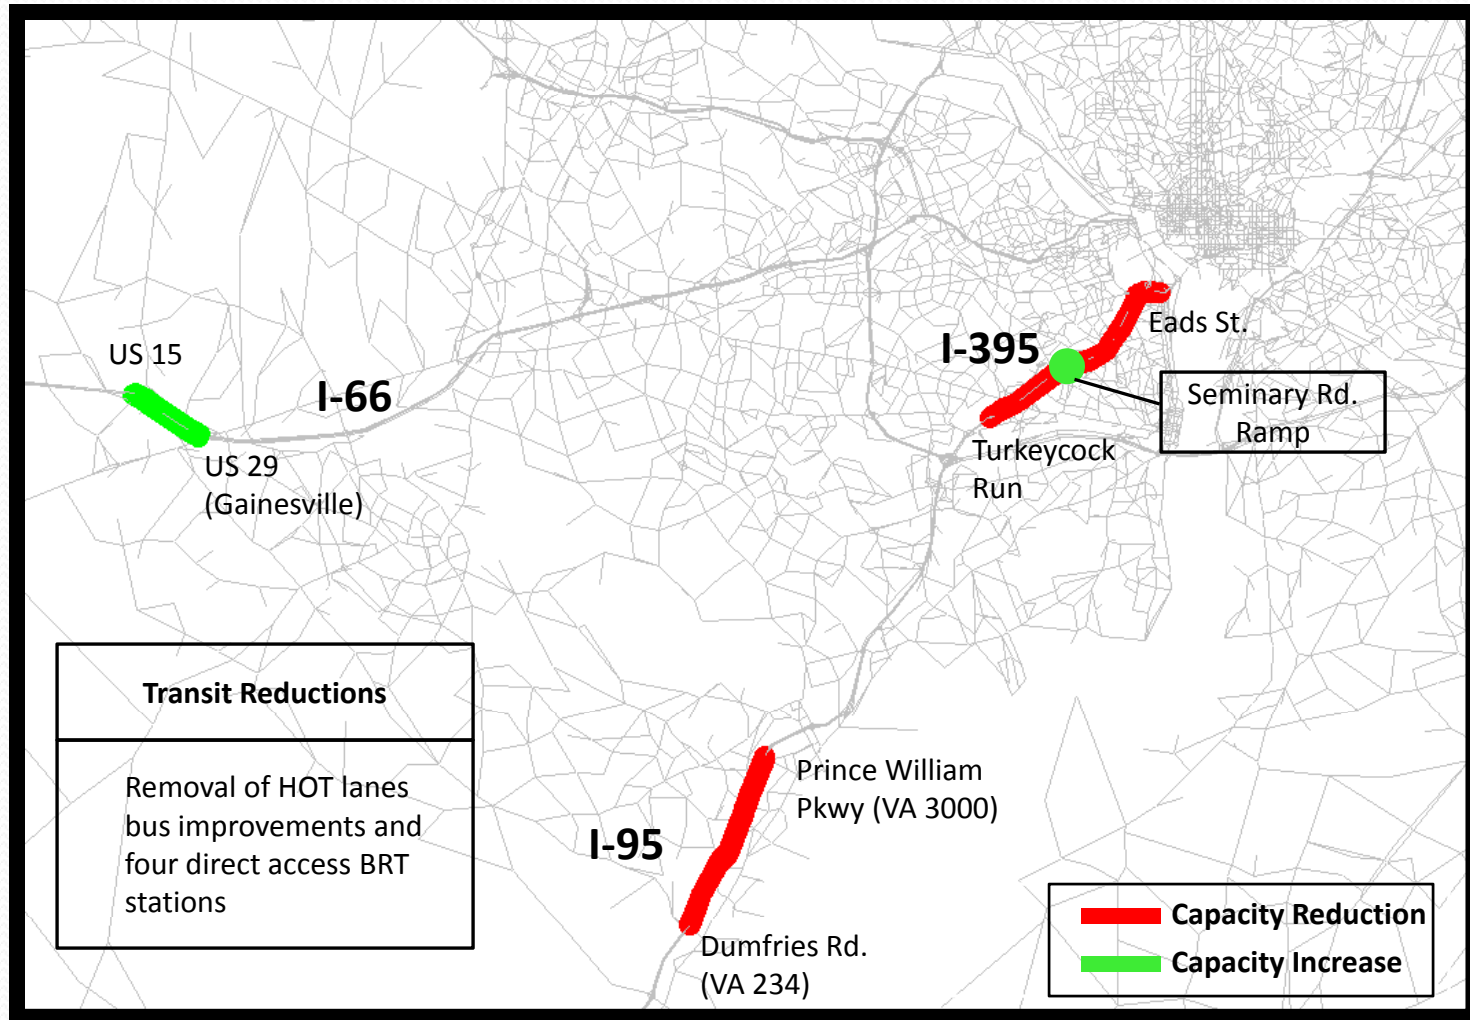 US 15
I-66
US 29
(Gainesville)
I-395
Eads St.
Seminary Rd.
Ramp
Turkeycock
Run
Transit Reductions
Removal of HOT lanes
bus improvements and
four direct access BRT
stations
Prince William
Pkwy (VA 3000)
I-95
Dumfries Rd.
(VA 234)
Capacity Reduction
Capacity Increase